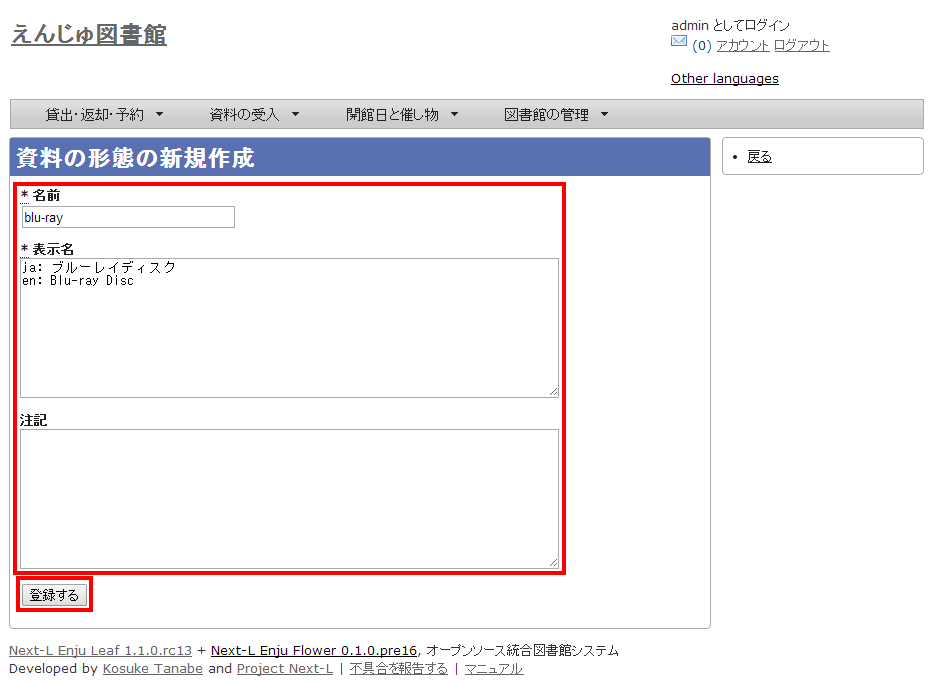 えんじゅ図書館
admin としてログイン
(0) アカウント ログアウト
Other languages
貸出・返却・予約 ▼ 資料の受入 ▼ 開館日と催し物 ▼ 図書館の管理 ▼
資料の形態の新規作成
• 戻る
* 名前
blu-ray
* 表示名
ja: ブルーレイディスク
en: Blu-ray Disc
注記
登録する
Next-L Enju Leaf 1.1.0.rc13 + Next-L Enju Flower 0.1.0.pre16, オープンソース統合図書館システム
Developed by Kosuke Tanabe and Project Next-L | 不具合を報告する | マニュアル